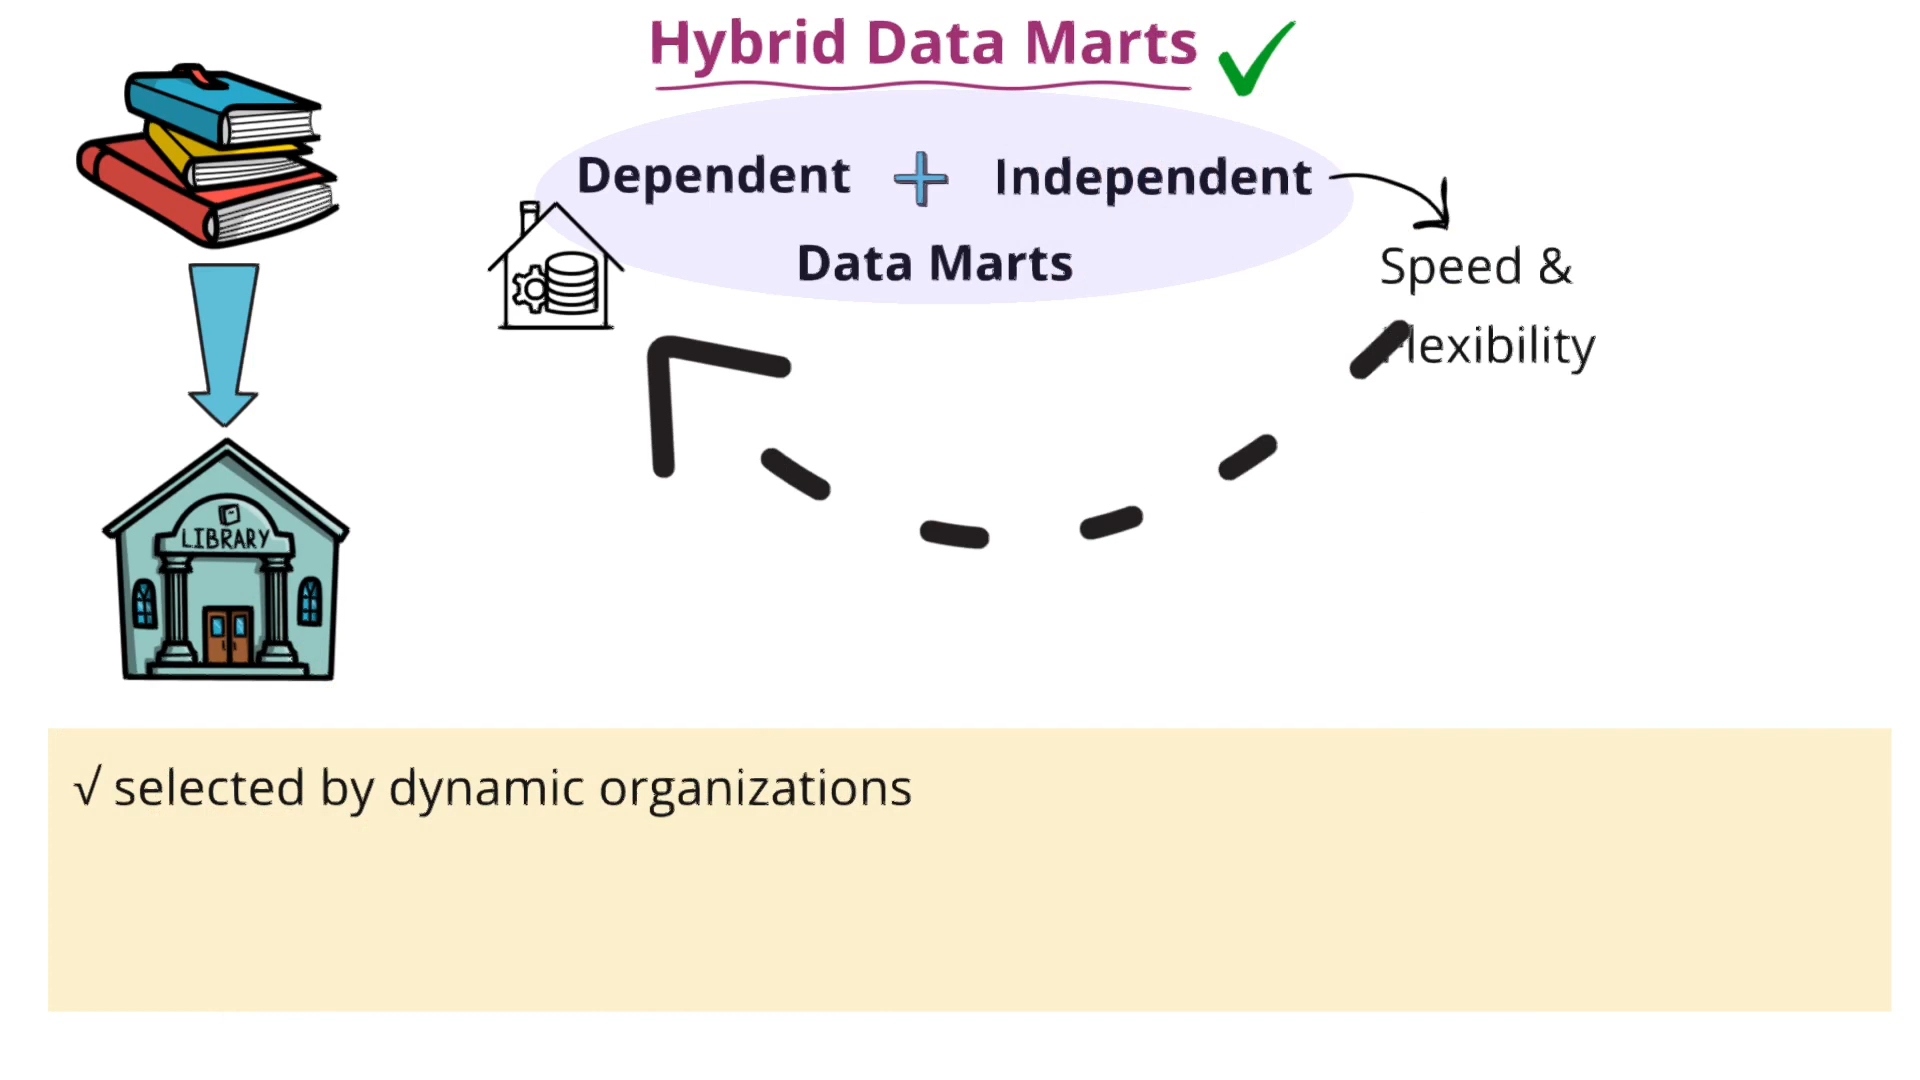 Hybrid Data Marts
Dependent + Independent
Data Marts
Speed &
Flexibility
LIBRARY
√ selected by dynamic organizations